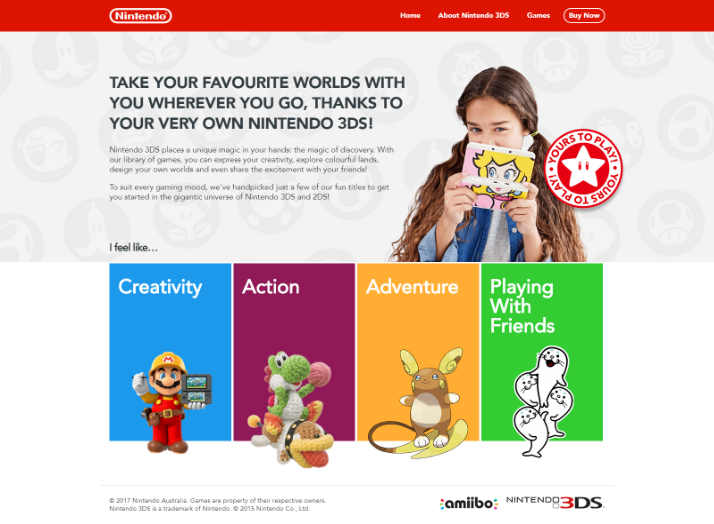 Nintendo
Home About Nintendo 3DS Games Buy Now
TAKE YOUR FAVOURITE WORLDS WITH
YOU WHEREVER YOU GO, THANKS TO
YOUR VERY OWN NINTENDO 3DS!
Nintendo 3DS places a unique magic in your hands: the magic of discovery. With
our library of games, you can express your creativity, explore colourful lands,
design your own worlds and even share the excitement with your friends!
To suit every gaming mood, we've handpicked just a few of our fun titles to get
you started in the gigantic universe of Nintendo 3DS and 2DS!
YOURS TO PLAY!
YOURS TO PLAY!
I feel like...
Creativity
Action
Adventure
Playing
With
Friends
© 2017 Nintendo Australia. Games are property of their respective owners.
Nintendo 3DS is a trademark of Nintendo. © 2015 Nintendo Co., Ltd.
amiibo
NINTENDO 3DS